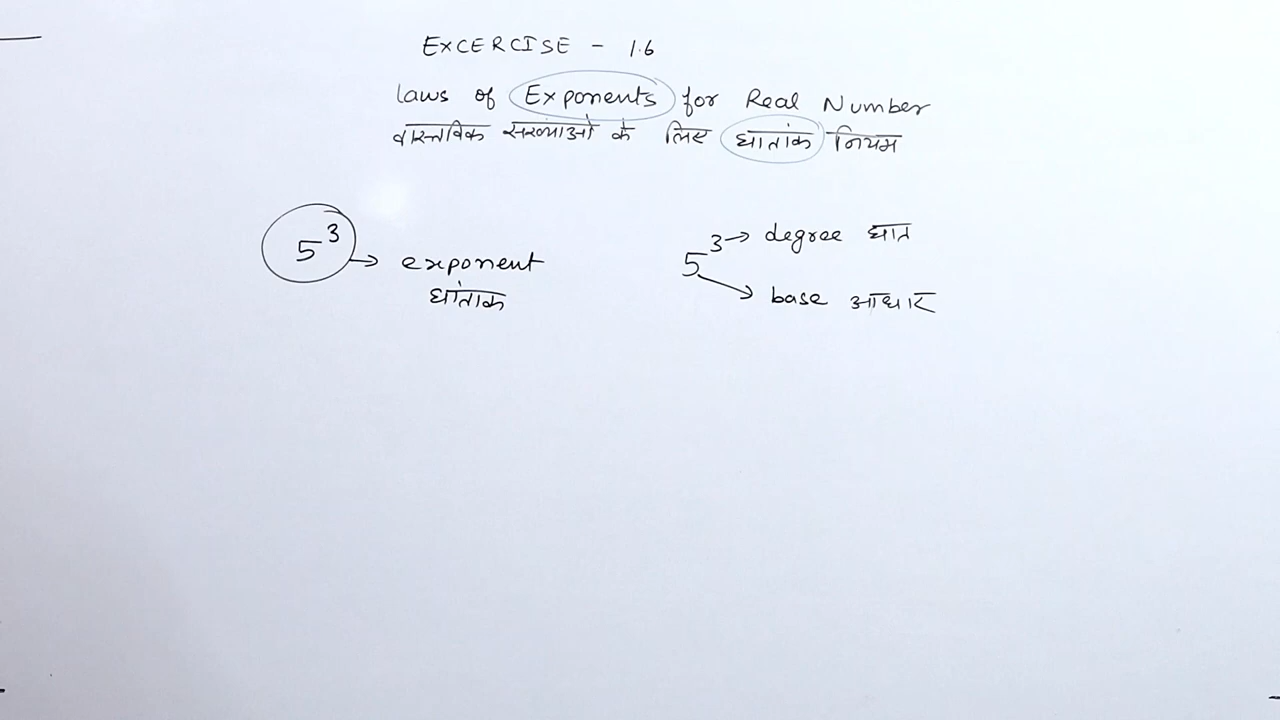 EXCERCISE - 1.6
laws of Exponents for Real Number
वास्तविक संख्याओ के लिए घातांक नियम
5³ → exponent
घांताक
5³ → degree घात
→ base आधार